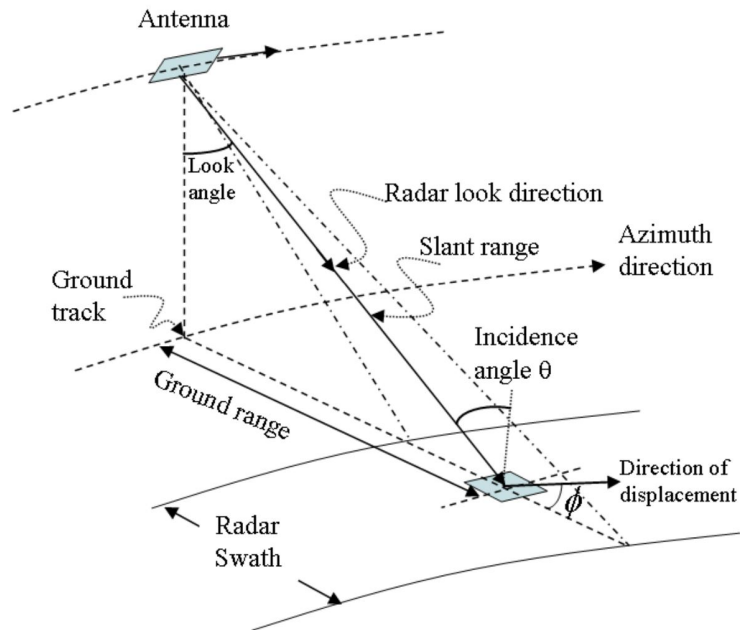 Antenna
Look
angle
Radar look direction
Slant range
Azimuth
direction
Ground
track
Incidence
angle θ
Ground range
Direction of
displacement
ϕ
Radar
Swath